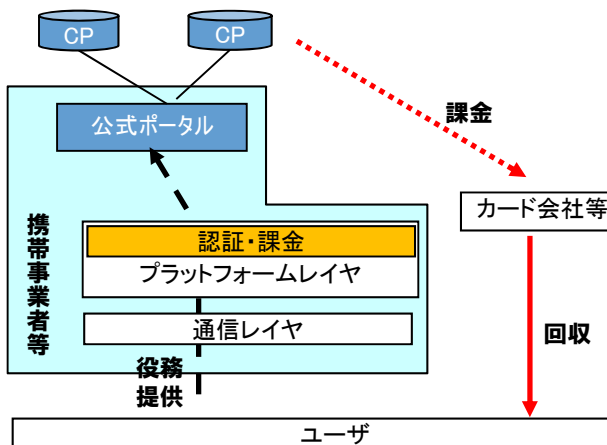 CP
CP
公式ポータル
課金
カード会社等
携帯事業者等
認証・課金
プラットフォームレイヤ
通信レイヤ
回収
役務
提供
ユーザ